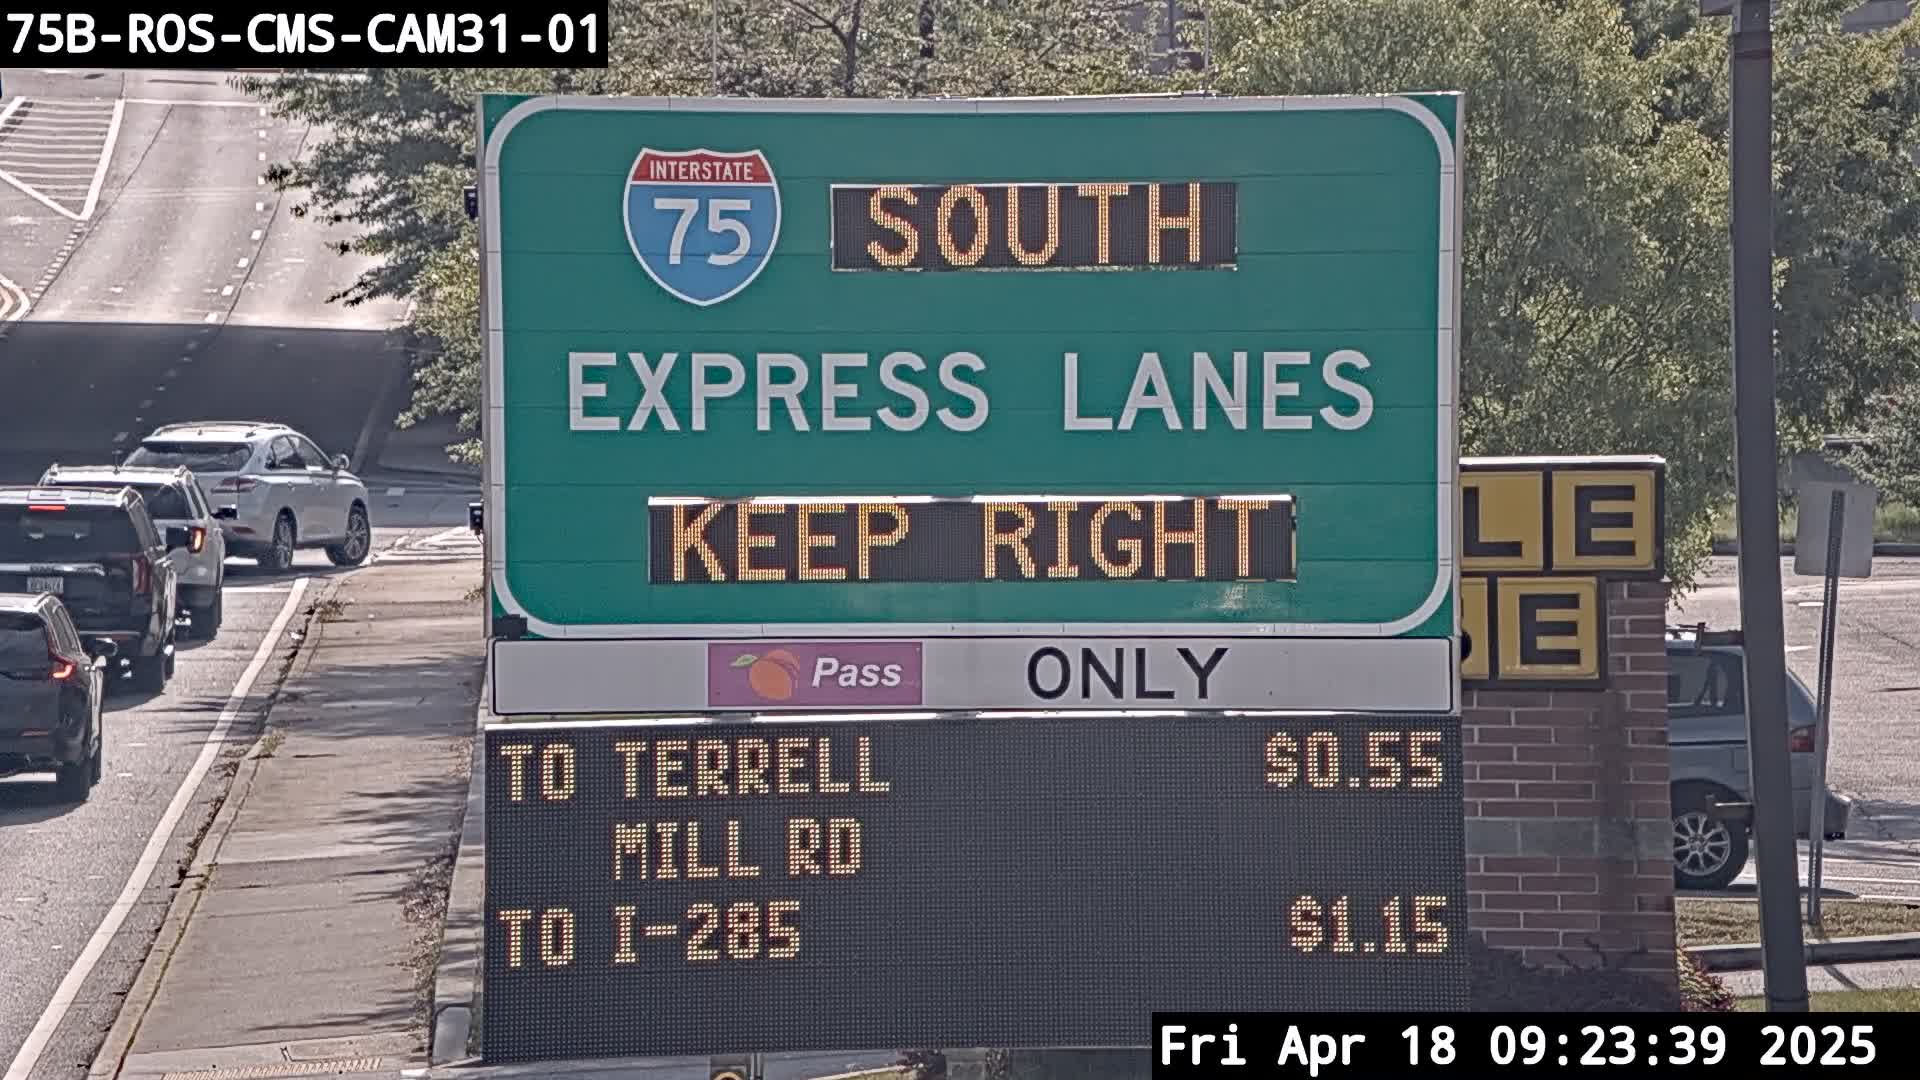 75B-ROS-CMS-CAM31-01
INTERSTATE
75
SOUTH
EXPRESS LANES
KEEP RIGHT
LE
E
Pass ONLY
TO TERRELL $0.55
MILL RD
TO I-285 $1.15
Fri Apr 18 09:23:39 2025